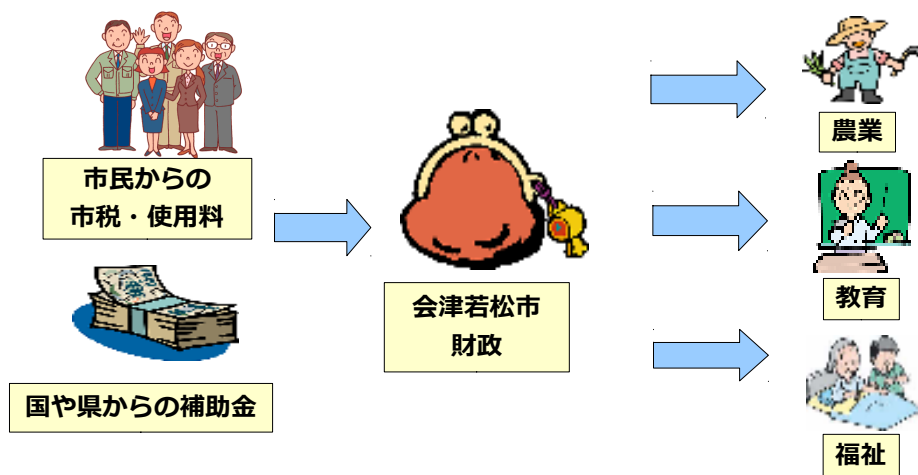 市民からの
市税・使用料
国や県からの補助金
会津若松市
財政
農業
教育
福祉